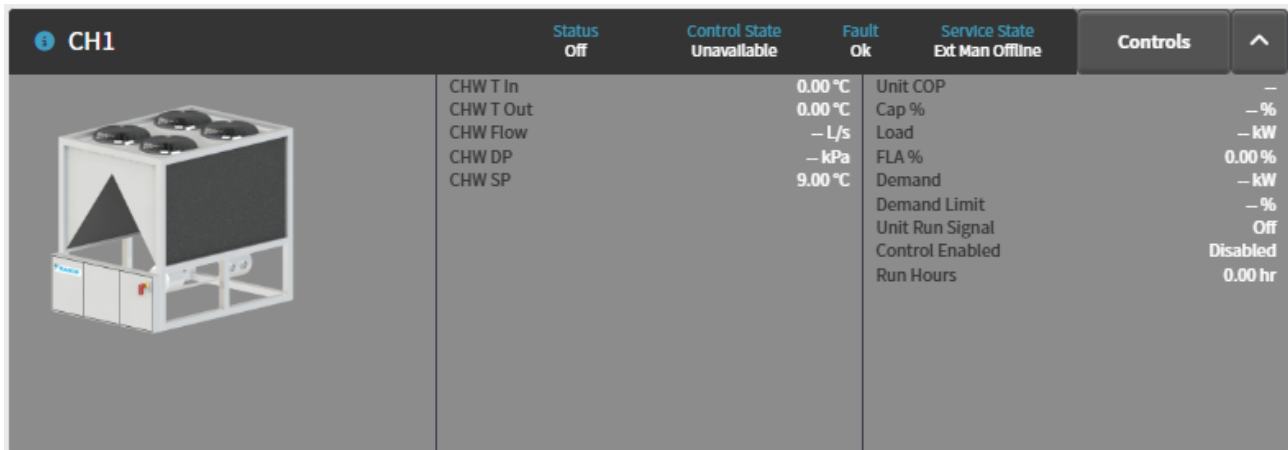 CH1
Status
Off
Control State
Unavailable
Fault
Ok
Service State
Ext Man Offline
Controls
CHW T In 0.00 °C
CHW T Out 0.00 °C
CHW Flow -- L/s
CHW DP -- kPa
CHW SP 9.00 °C
Unit COP --
Cap % -- %
Load -- kW
FLA % 0.00 %
Demand -- kW
Demand Limit -- %
Unit Run Signal Off
Control Enabled Disabled
Run Hours 0.00 hr
DAIKIN